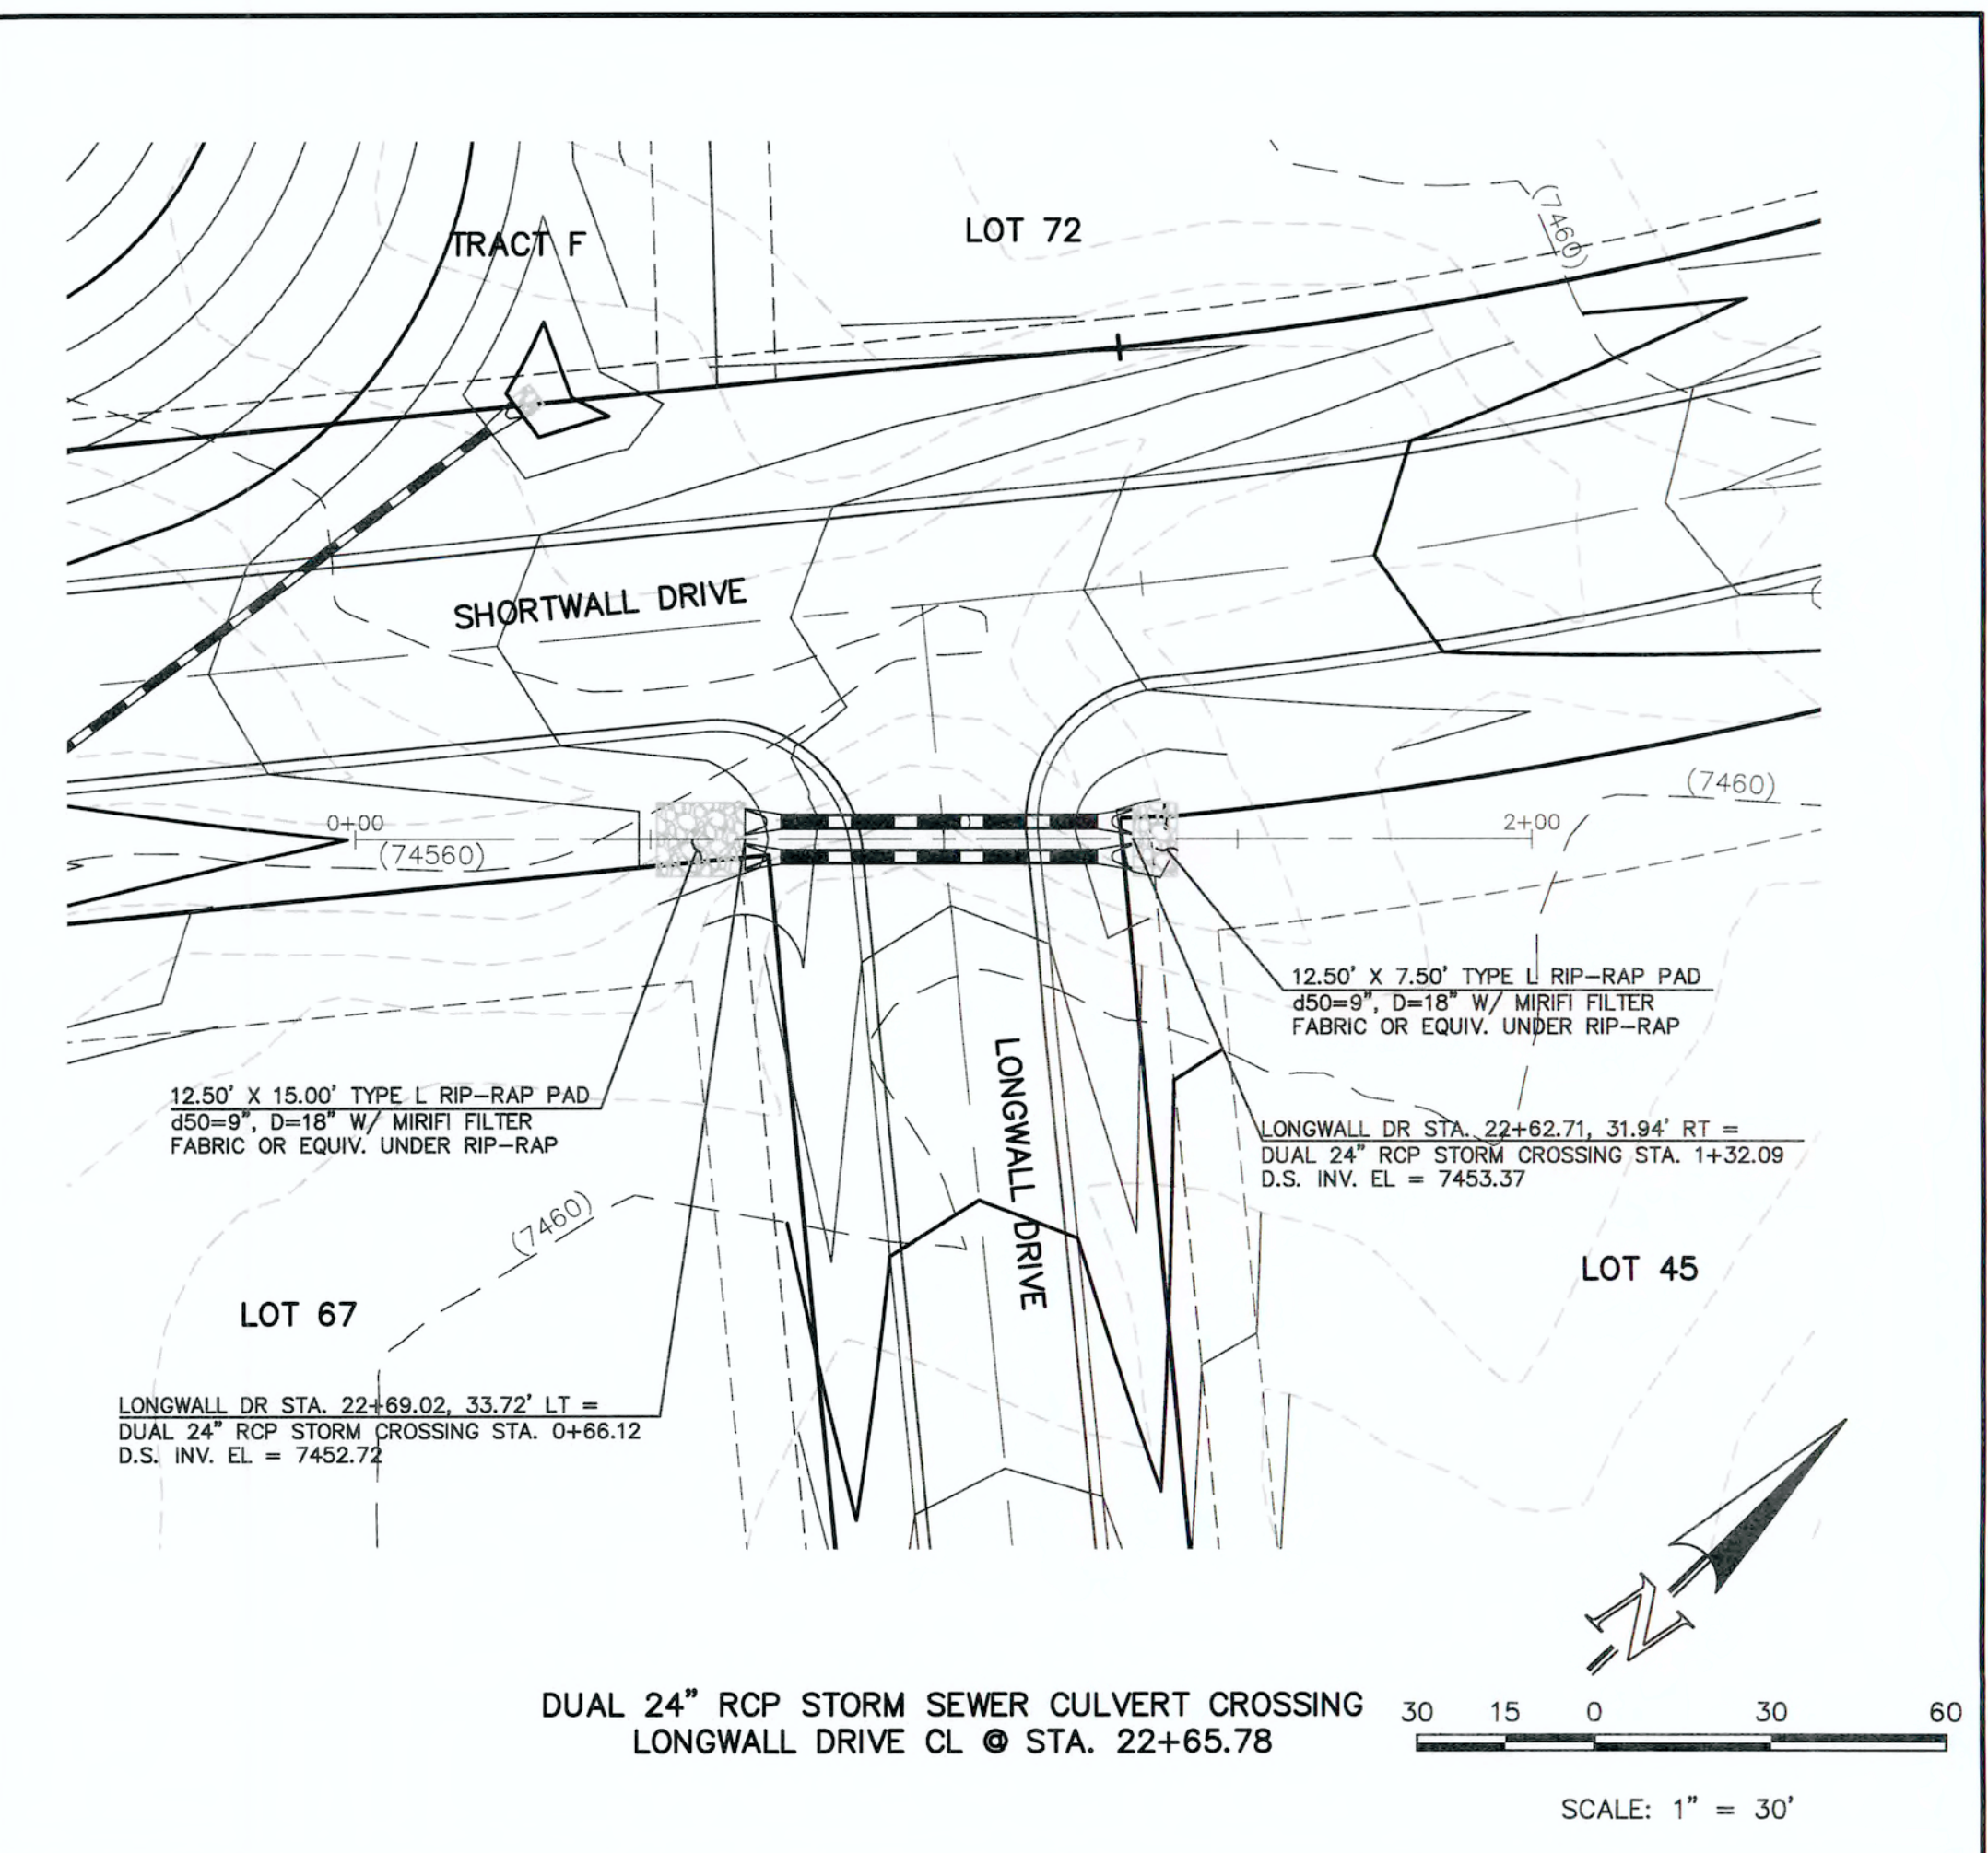 TRACT F
LOT 72
(7460)
SHORTWALL DRIVE
(7460)
0+00
2+00
(74560)
12.50' X 7.50' TYPE L RIP-RAP PAD
d50=9", D=18" W/ MIRIFI FILTER
FABRIC OR EQUIV. UNDER RIP-RAP
LONGWALL DRIVE
12.50' X 15.00' TYPE L RIP-RAP PAD
d50=9", D=18" W/ MIRIFI FILTER
FABRIC OR EQUIV. UNDER RIP-RAP
LONGWALL DR STA. 22+62.71, 31.94' RT =
DUAL 24" RCP STORM CROSSING STA. 1+32.09
D.S. INV. EL = 7453.37
(7460)
LOT 45
LOT 67
LONGWALL DR STA. 22+69.02, 33.72' LT =
DUAL 24" RCP STORM CROSSING STA. 0+66.12
D.S. INV. EL = 7452.72
N
DUAL 24" RCP STORM SEWER CULVERT CROSSING
LONGWALL DRIVE CL @ STA. 22+65.78
30 15 0 30 60
SCALE: 1" = 30'